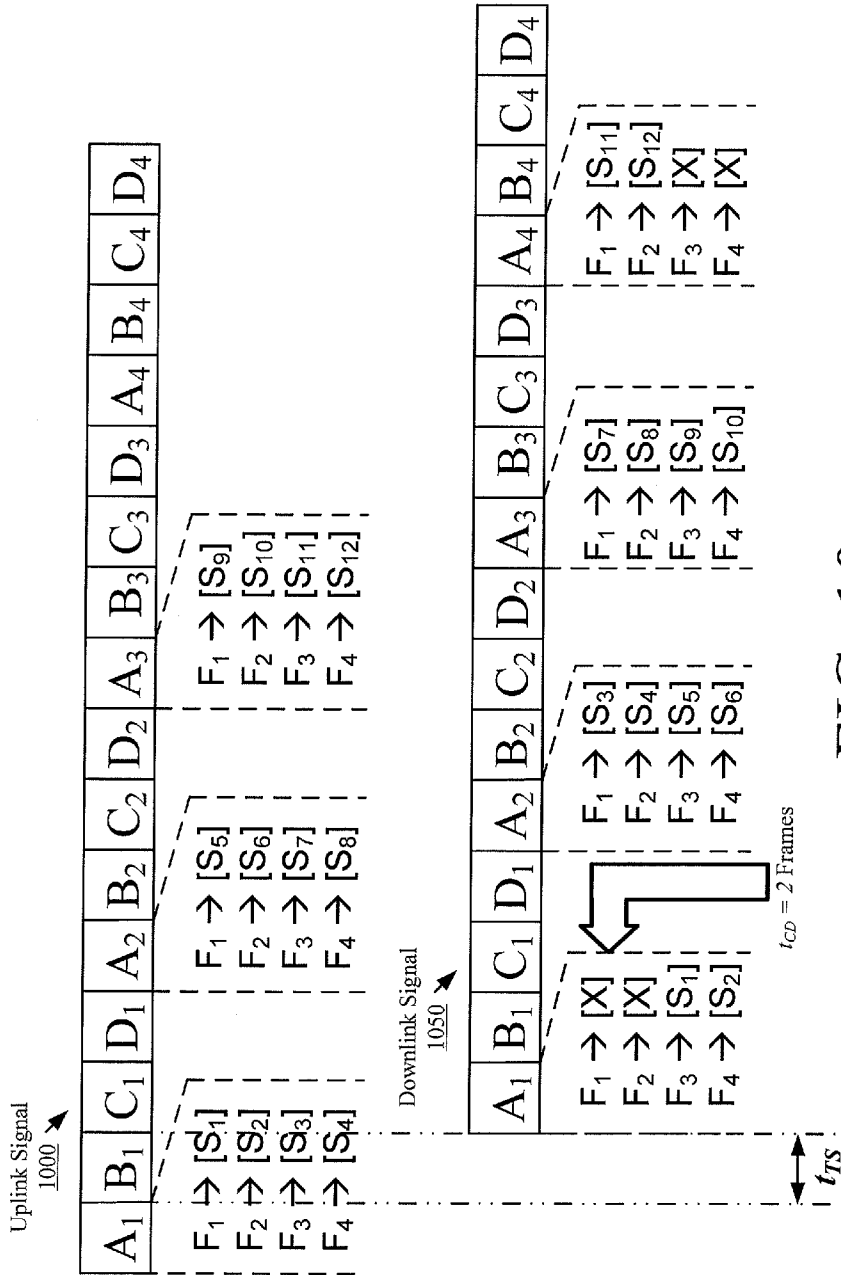 Uplink Signal
1000
A1 B1 C1 D1 A2 B2 C2 D2 A3 B3 C3 D3 A4 B4 C4 D4
F1 → [S1]
F2 → [S2]
F3 → [S3]
F4 → [S4]
F1 → [S5]
F2 → [S6]
F3 → [S7]
F4 → [S8]
F1 → [S9]
F2 → [S10]
F3 → [S11]
F4 → [S12]
Downlink Signal
1050
A1 B1 C1 D1 A2 B2 C2 D2 A3 B3 C3 D3 A4 B4 C4 D4
F1 → [X]
F2 → [X]
F3 → [S1]
F4 → [S2]
F1 → [S3]
F2 → [S4]
F3 → [S5]
F4 → [S6]
F1 → [S7]
F2 → [S8]
F3 → [S9]
F4 → [S10]
F1 → [S11]
F2 → [S12]
F3 → [X]
F4 → [X]
tCD = 2 Frames
tTS